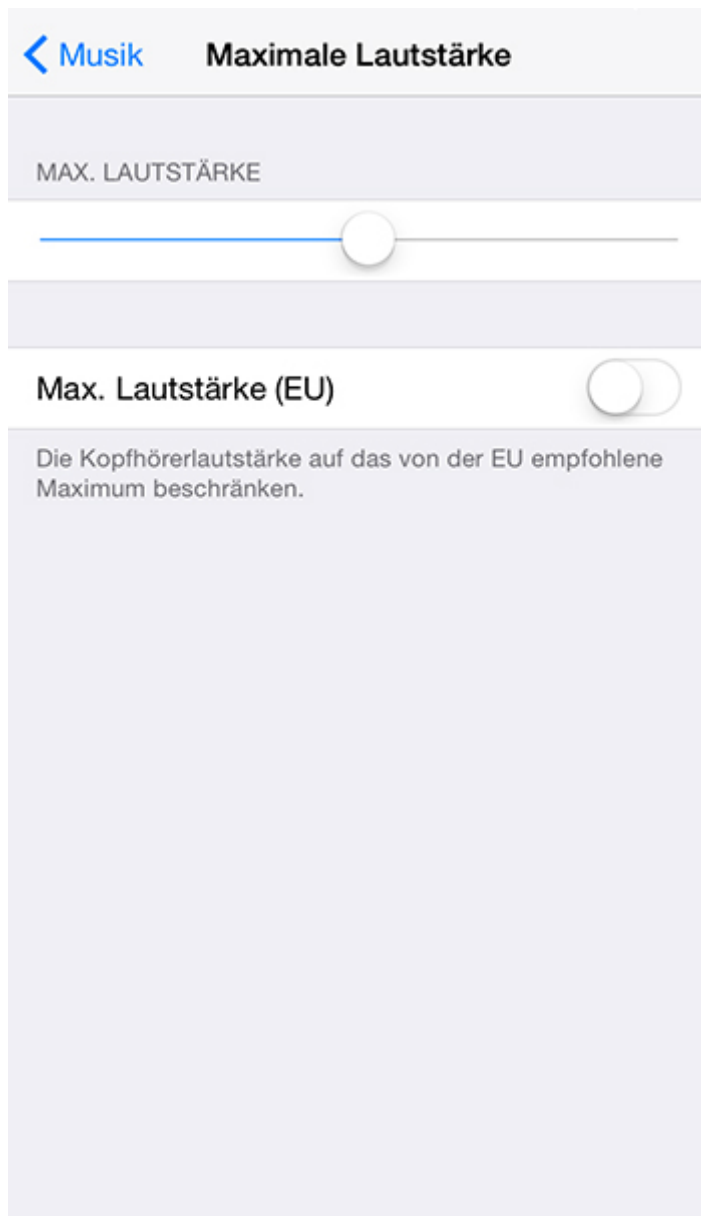 Musik Maximale Lautstärke
MAX. LAUTSTÄRKE
Max. Lautstärke (EU)
Die Kopfhörerlautstärke auf das von der EU empfohlene
Maximum beschränken.